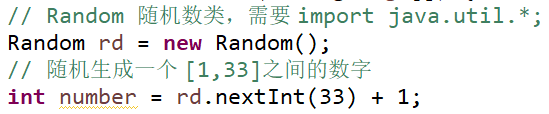 // Random 随机数类，需要import java.util.*;
Random rd = new Random();
// 随机生成一个[1,33]之间的数字
int number = rd.nextInt(33) + 1;